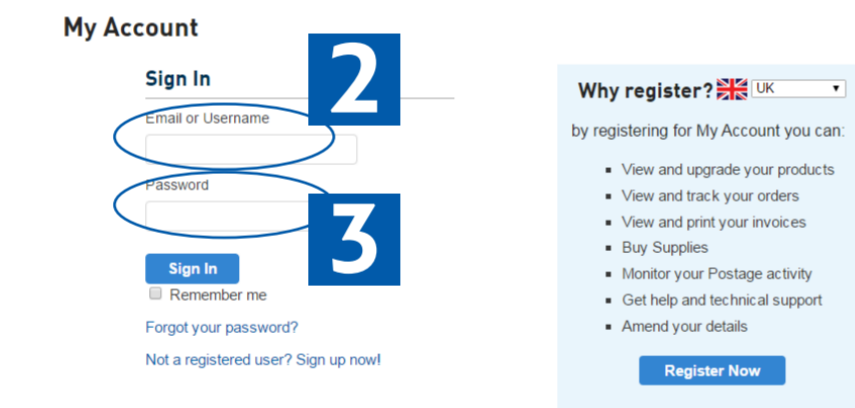 My Account
Sign In
2
Email or Username
Password
3
Sign In
Remember me
Forgot your password?
Not a registered user? Sign up now!
Why register? UK
by registering for My Account you can:
View and upgrade your products
View and track your orders
View and print your invoices
Buy Supplies
Monitor your Postage activity
Get help and technical support
Amend your details
Register Now